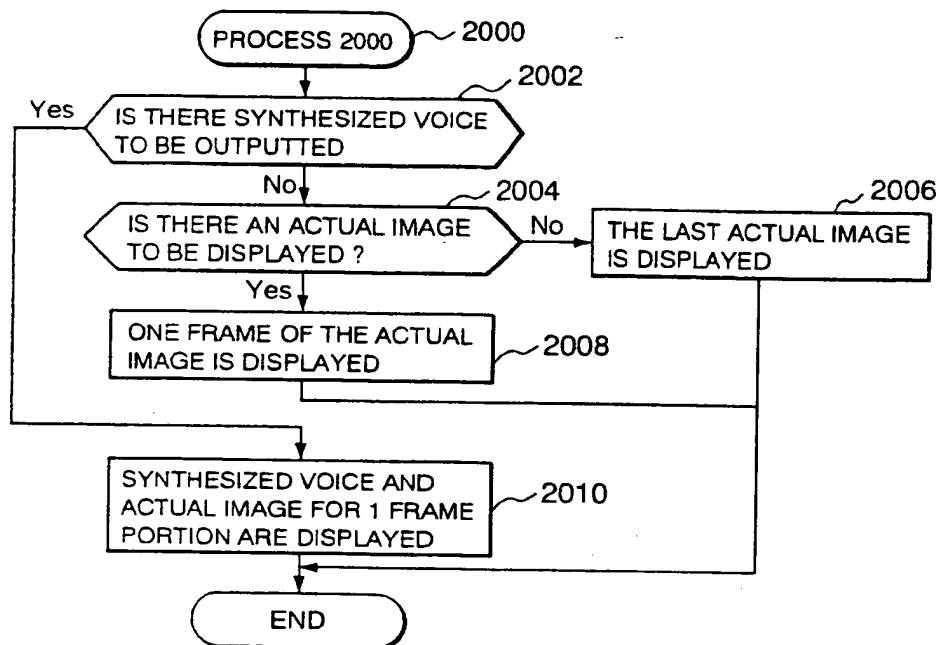 PROCESS 2000
2000
2002
Yes
IS THERE SYNTHESIZED VOICE
TO BE OUTPUTTED
No
2004
2006
IS THERE AN ACTUAL IMAGE
TO BE DISPLAYED ?
No
THE LAST ACTUAL IMAGE
IS DISPLAYED
Yes
ONE FRAME OF THE ACTUAL
IMAGE IS DISPLAYED
2008
SYNTHESIZED VOICE AND
ACTUAL IMAGE FOR 1 FRAME
PORTION ARE DISPLAYED
2010
END